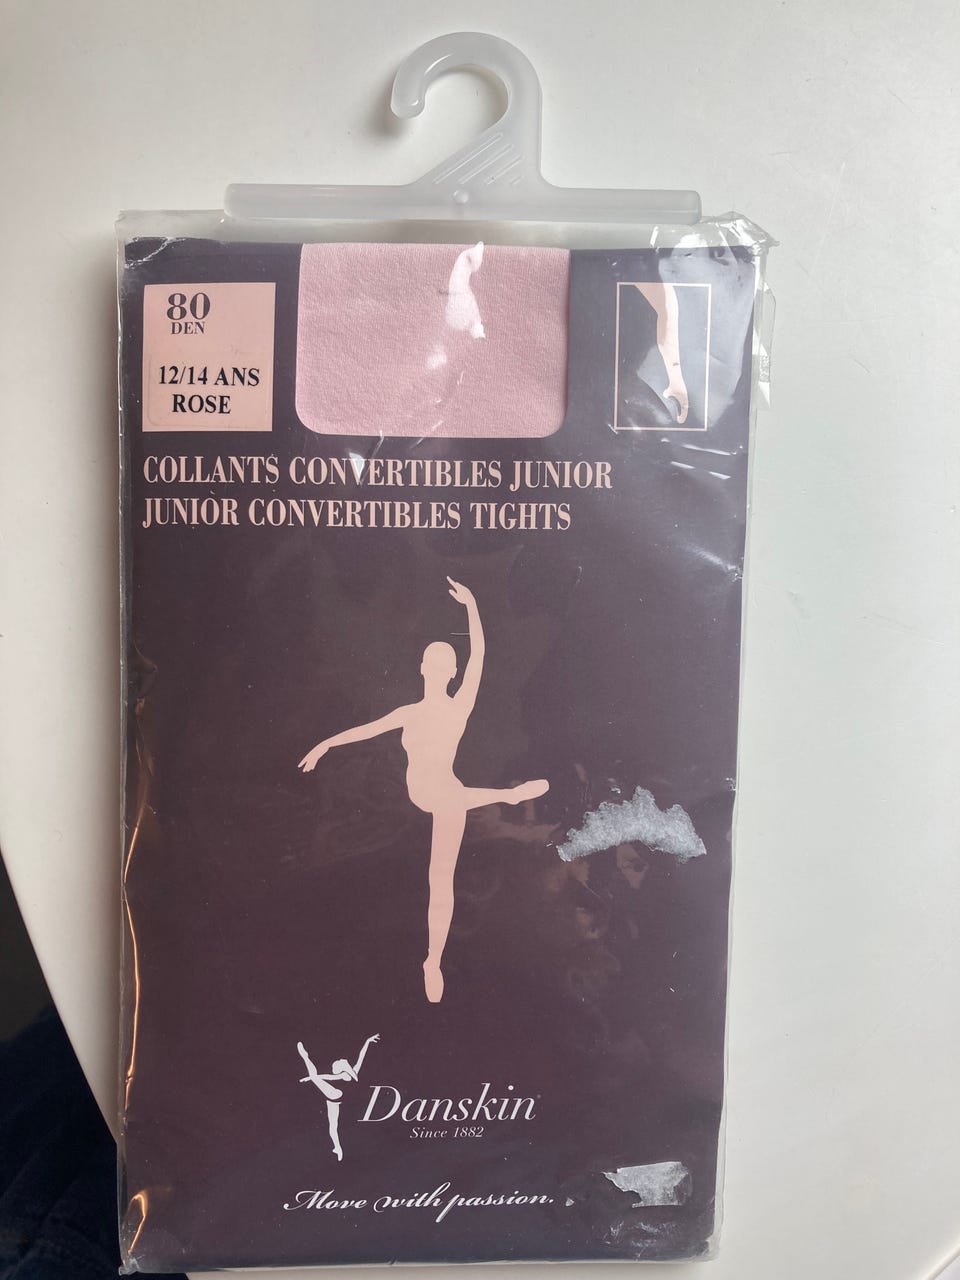 80
DEN
12/14 ANS
ROSE
COLLANTS CONVERTIBLES JUNIOR
JUNIOR CONVERTIBLES TIGHTS
Danskin
Since 1882
Move with passion.